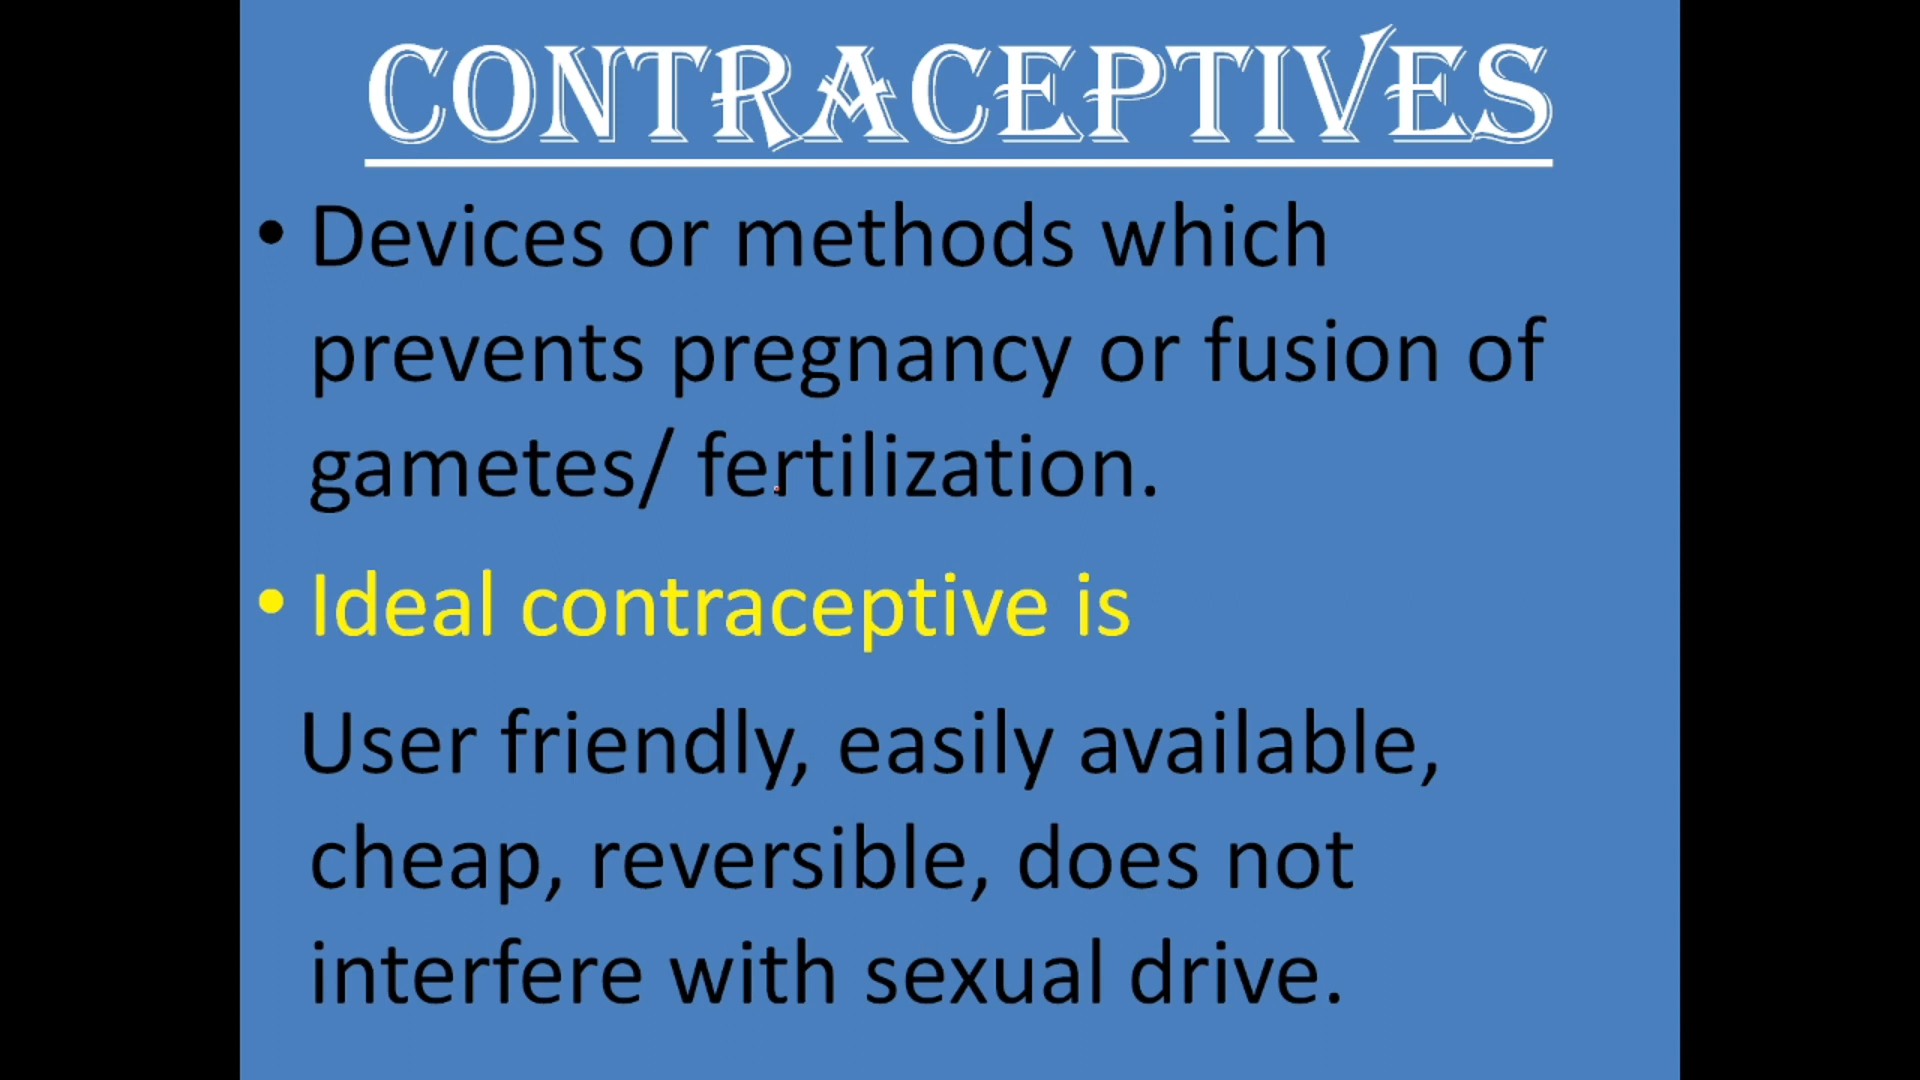 CONTRACEPTIVES
• Devices or methods which
prevents pregnancy or fusion of
gametes/ fertilization.
• Ideal contraceptive is
User friendly, easily available,
cheap, reversible, does not
interfere with sexual drive.